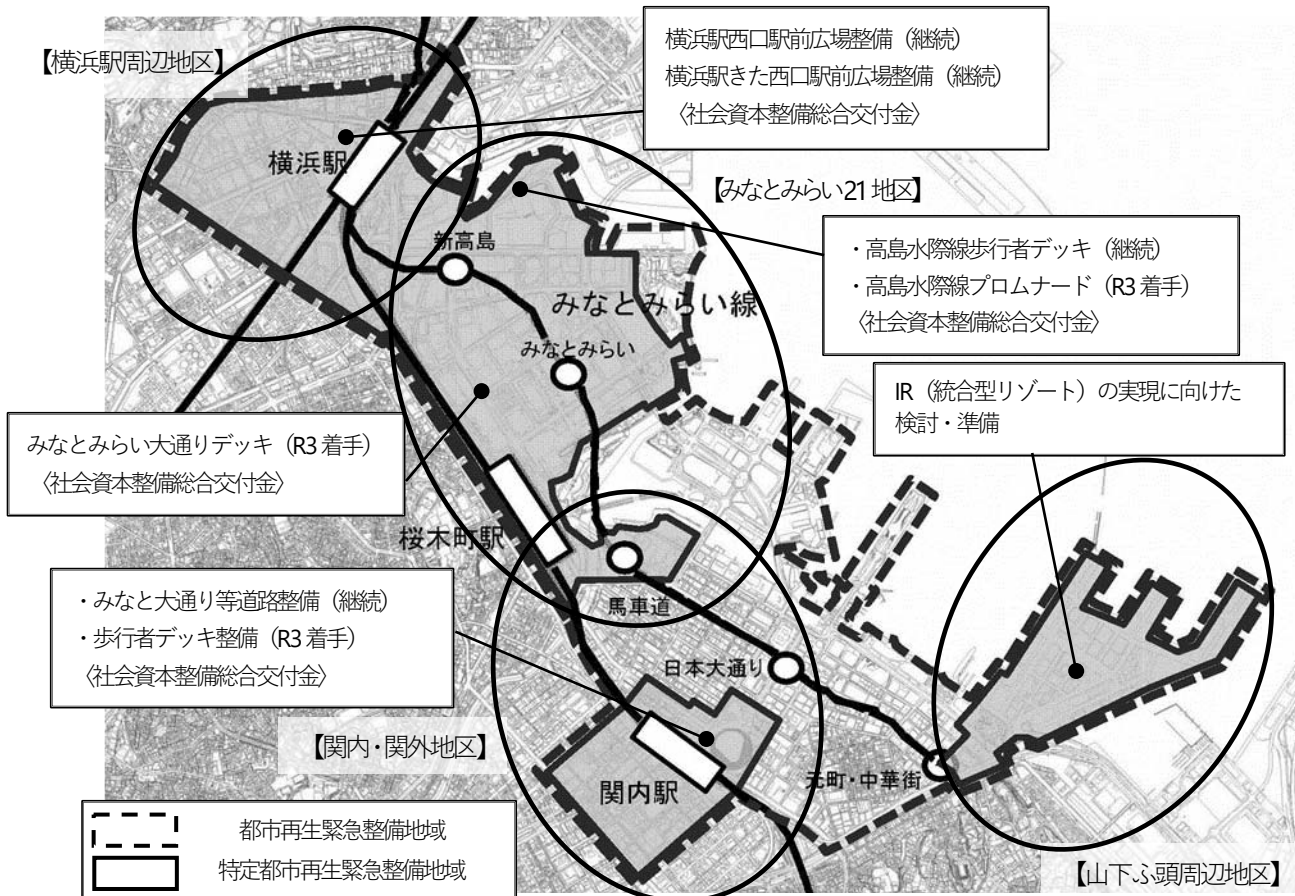 【横浜駅周辺地区】
横浜駅西口駅前広場整備（継続）
横浜駅きた西口駅前広場整備（継続）
〈社会資本整備総合交付金〉
横浜駅
【みなとみらい21地区】
新高島
・高島水際線歩行者デッキ（継続）
・高島水際線プロムナード（R3着手）
〈社会資本整備総合交付金〉
みなとみらい線
みなとみらい
IR（統合型リゾート）の実現に向けた
検討・準備
みなとみらい大通りデッキ（R3着手）
〈社会資本整備総合交付金〉
桜木町駅
馬車道
・みなと大通り等道路整備（継続）
・歩行者デッキ整備（R3着手）
〈社会資本整備総合交付金〉
日本大通り
【関内・関外地区】
関内駅
元町・中華街
都市再生緊急整備地域
特定都市再生緊急整備地域
【山下ふ頭周辺地区】